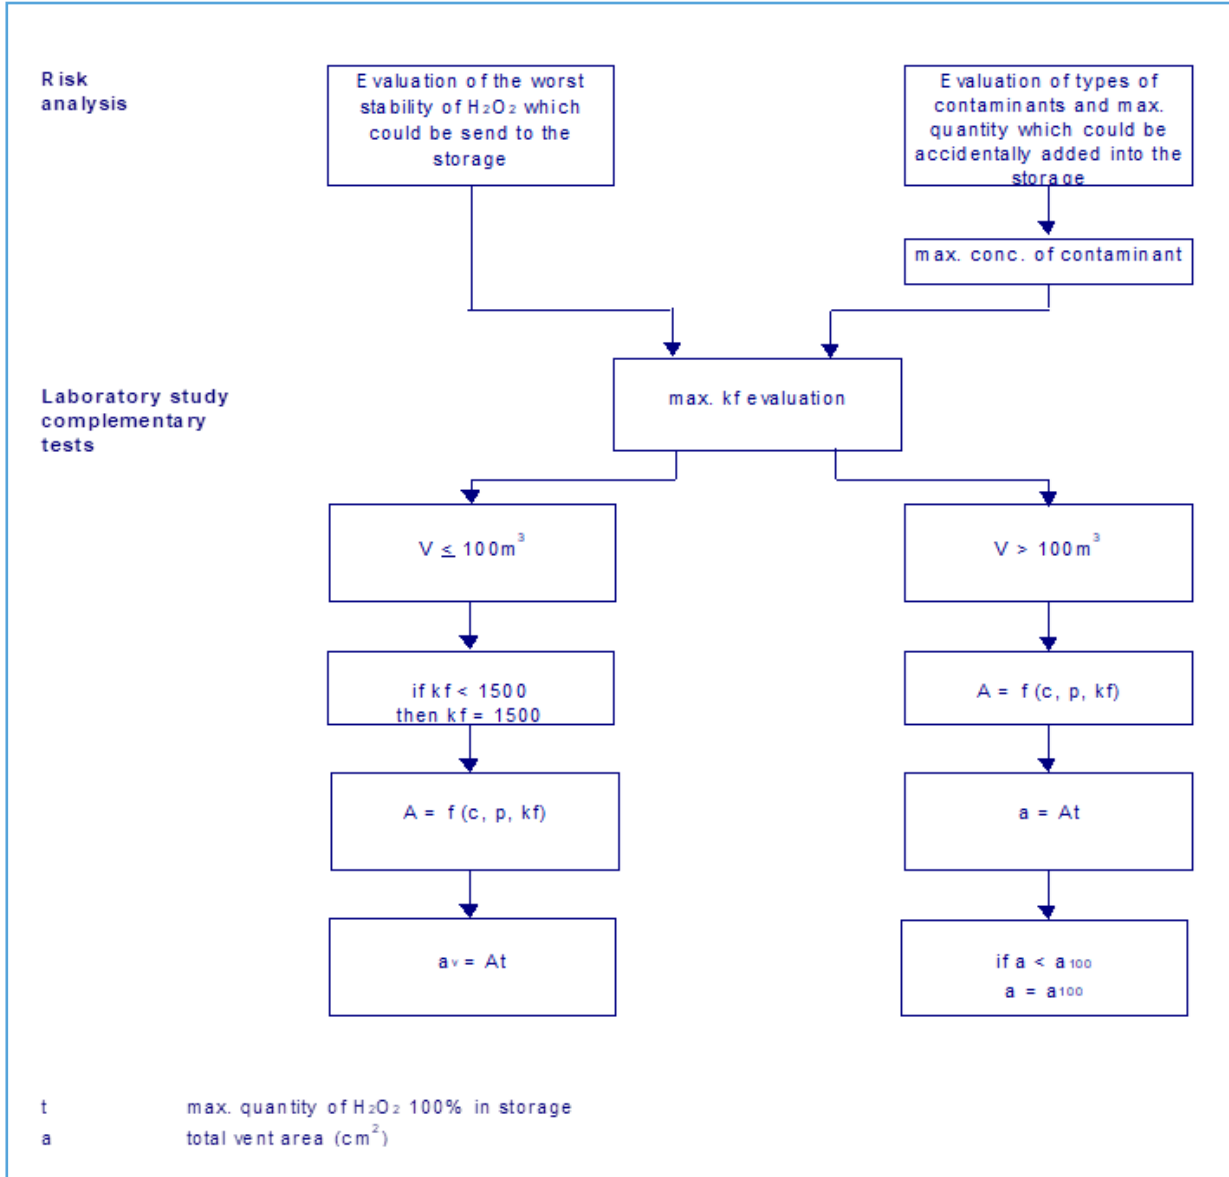 Risk
analysis
Evaluation of the worst
stability of H₂O₂ which
could be send to the
storage
Evaluation of types of
contaminants and max.
quantity which could be
accidentally added into the
storage
max. conc. of contaminant
Laboratory study
complementary
tests
max. kf evaluation
V ≤ 100m³
V > 100m³
if kf < 1500
then kf = 1500
A = f (c, p, kf)
A = f (c, p, kf)
a = At
aᵥ = At
if a < a₁₀₀
a = a₁₀₀
t max. quantity of H₂O₂ 100% in storage
a total vent area (cm²)